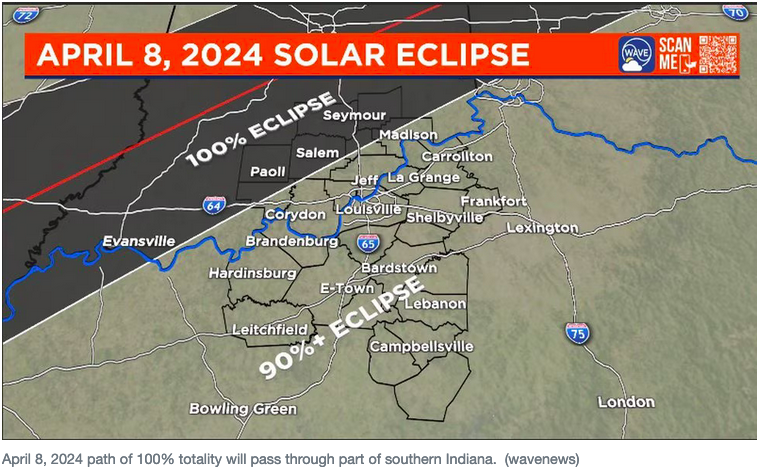 72
70
APRIL 8, 2024 SOLAR ECLIPSE
WAVE
SCAN
ME
100% ECLIPSE
Seymour
Madison
Salem
Carrollton
Paoli
Jeff
La Grange
64
Frankfort
Corydon
Louisville
Shelbyville
Lexington
Evansville
Brandenburg
65
Hardinsburg
Bardstown
E-Town
Lebanon
90%+ ECLIPSE
Leitchfield
75
Campbellsville
Bowling Green
London
April 8, 2024 path of 100% totality will pass through part of southern Indiana. (wavenews)